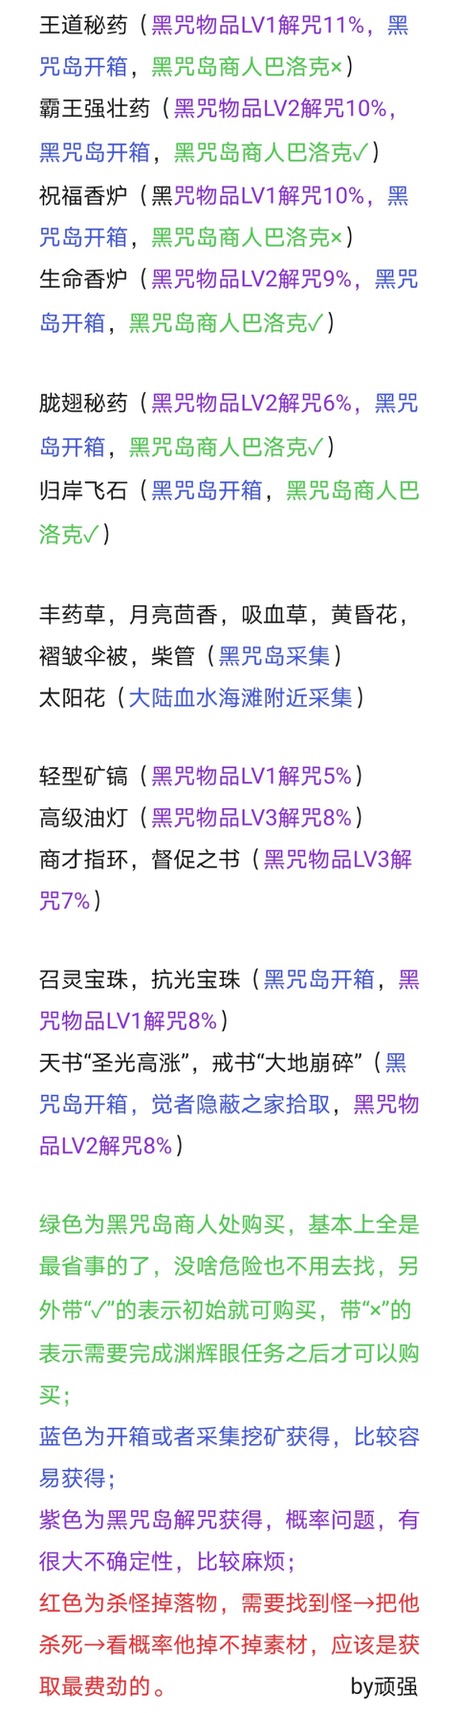 王道秘药（黑咒物品LV1解咒11%，黑
咒岛开箱，黑咒岛商人巴洛克×）
霸王强壮药（黑咒物品LV2解咒10%，
黑咒岛开箱，黑咒岛商人巴洛克✓）
祝福香炉（黑咒物品LV1解咒10%，黑
咒岛开箱，黑咒岛商人巴洛克×）
生命香炉（黑咒物品LV2解咒9%，黑咒
岛开箱，黑咒岛商人巴洛克✓）
胧翅秘药（黑咒物品LV2解咒6%，黑咒
岛开箱，黑咒岛商人巴洛克✓）
归岸飞石（黑咒岛开箱，黑咒岛商人巴
洛克✓）
丰药草，月亮茴香，吸血草，黄昏花，
褶皱伞被，柴管（黑咒岛采集）
太阳花（大陆血水海滩附近采集）
轻型矿镐（黑咒物品LV1解咒5%）
高级油灯（黑咒物品LV3解咒8%）
商才指环，督促之书（黑咒物品LV3解
咒7%）
召灵宝珠，抗光宝珠（黑咒岛开箱，黑
咒物品LV1解咒8%）
天书“圣光高涨”，戒书“大地崩碎”（黑
咒岛开箱，觉者隐蔽之家拾取，黑咒物
品LV2解咒8%）
绿色为黑咒岛商人处购买，基本上全是
最省事的了，没啥危险也不用去找，另
外带“✓”的表示初始就可购买，带“×”的
表示需要完成渊辉眼任务之后才可以购
买；
蓝色为开箱或者采集挖矿获得，比较容
易获得；
紫色为黑咒岛解咒获得，概率问题，有
很大不确定性，比较麻烦；
红色为杀怪掉落物，需要找到怪→把他
杀死→看概率他掉不掉素材，应该是获
取最费劲的。 by顽强